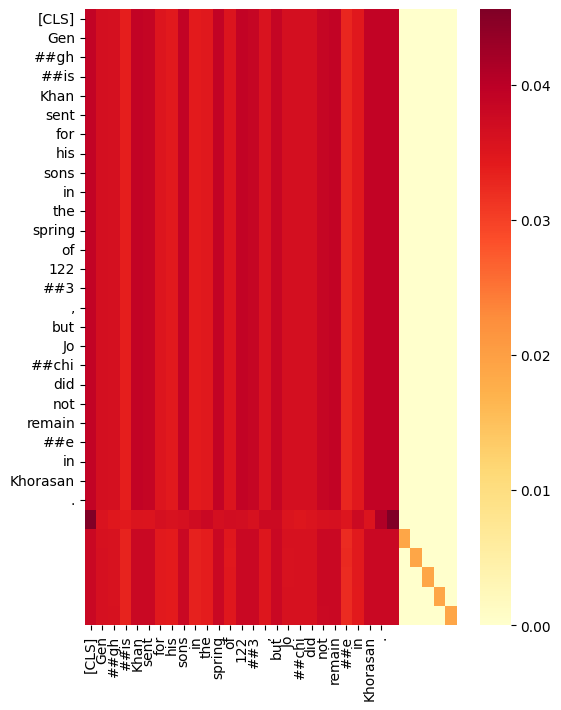 [CLS]
Gen
##gh
##is
Khan
sent
for
his
sons
in
the
spring
of
122
##3
,
but
Jo
##chi
did
not
remain
##e
in
Khorasan
.
0.04
0.03
0.02
0.01
0.00
[CLS]
Gen
##gh
##is
Khan
sent
for
his
sons
in
the
spring
of
122
##3
,
but
Jo
##chi
did
not
remain
##e
in
Khorasan
.